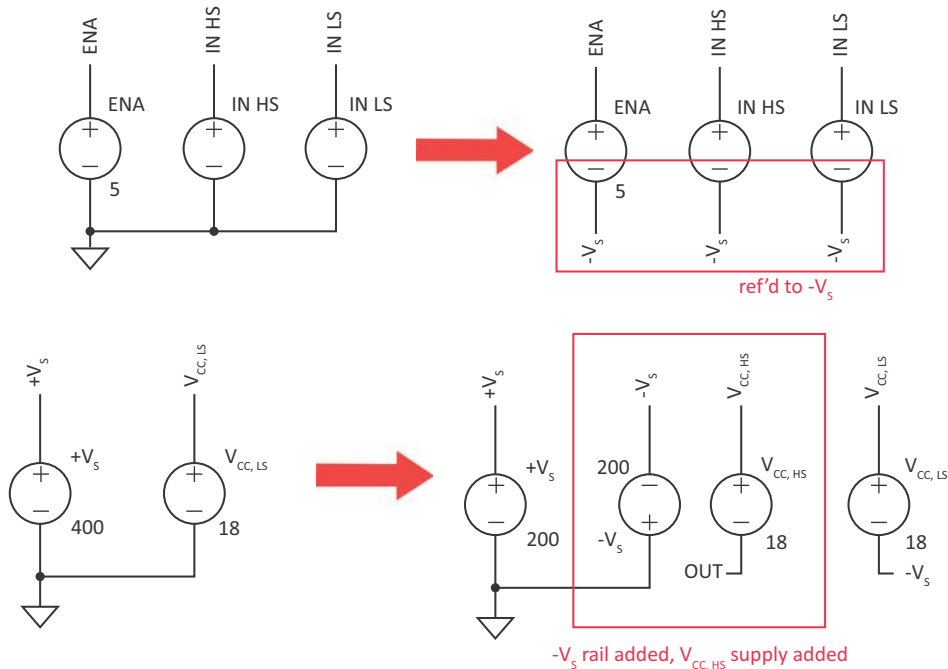 ENA
IN HS
IN LS
ENA
IN HS
IN LS
5
ENA
IN HS
IN LS
ENA
IN HS
IN LS
5
-Vs
-Vs
-Vs
ref'd to -Vs
+Vs
VCC, LS
+Vs
VCC, LS
400
18
+Vs
-Vs
VCC, HS
VCC, LS
+Vs
200
VCC, HS
VCC, LS
200
-Vs
18
18
OUT
-Vs
-Vs rail added, VCC, HS supply added